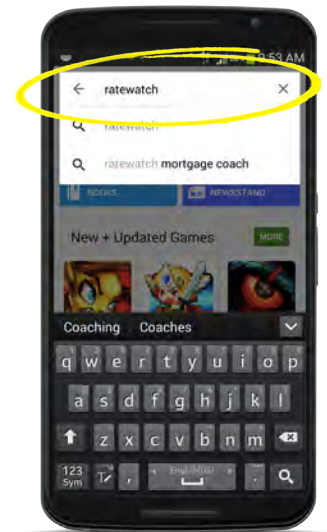 9:53 AM
ratewatch
ratewatch
ratewatch mortgage coach
BOOKS
NEWSSTAND
New + Updated Games
MORE
Coaching Coaches
q w e r t y u i o p
a s d f g h j k l
z x c v b n m
123
Sym
, English(US) .